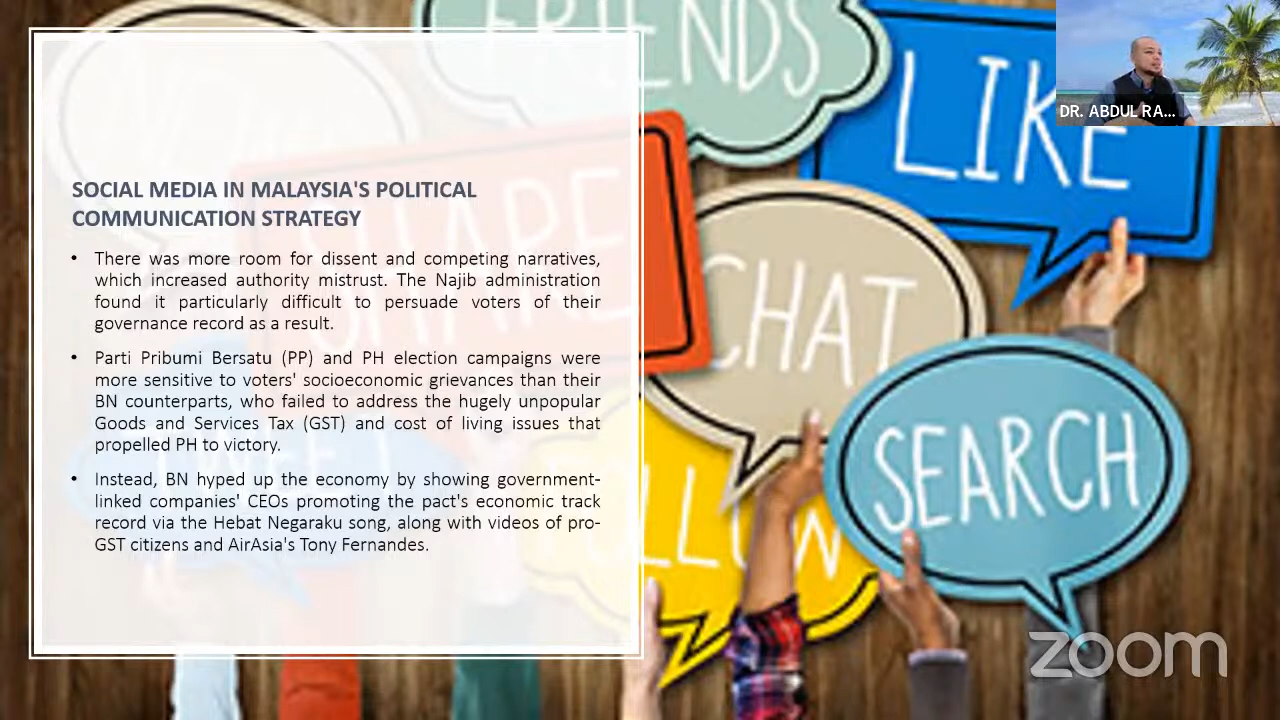 FRIENDS
LIKE
DR. ABDUL RA...
SOCIAL MEDIA IN MALAYSIA'S POLITICAL
COMMUNICATION STRATEGY
• There was more room for dissent and competing narratives,
which increased authority mistrust. The Najib administration
found it particularly difficult to persuade voters of their
governance record as a result.
• Parti Pribumi Bersatu (PP) and PH election campaigns were
more sensitive to voters' socioeconomic grievances than their
BN counterparts, who failed to address the hugely unpopular
Goods and Services Tax (GST) and cost of living issues that
propelled PH to victory.
• Instead, BN hyped up the economy by showing government-
linked companies' CEOs promoting the pact's economic track
record via the Hebat Negaraku song, along with videos of pro-
GST citizens and AirAsia's Tony Fernandes.
SHARE
CHAT
TWEET
SEARCH
FOLLOW
zoom